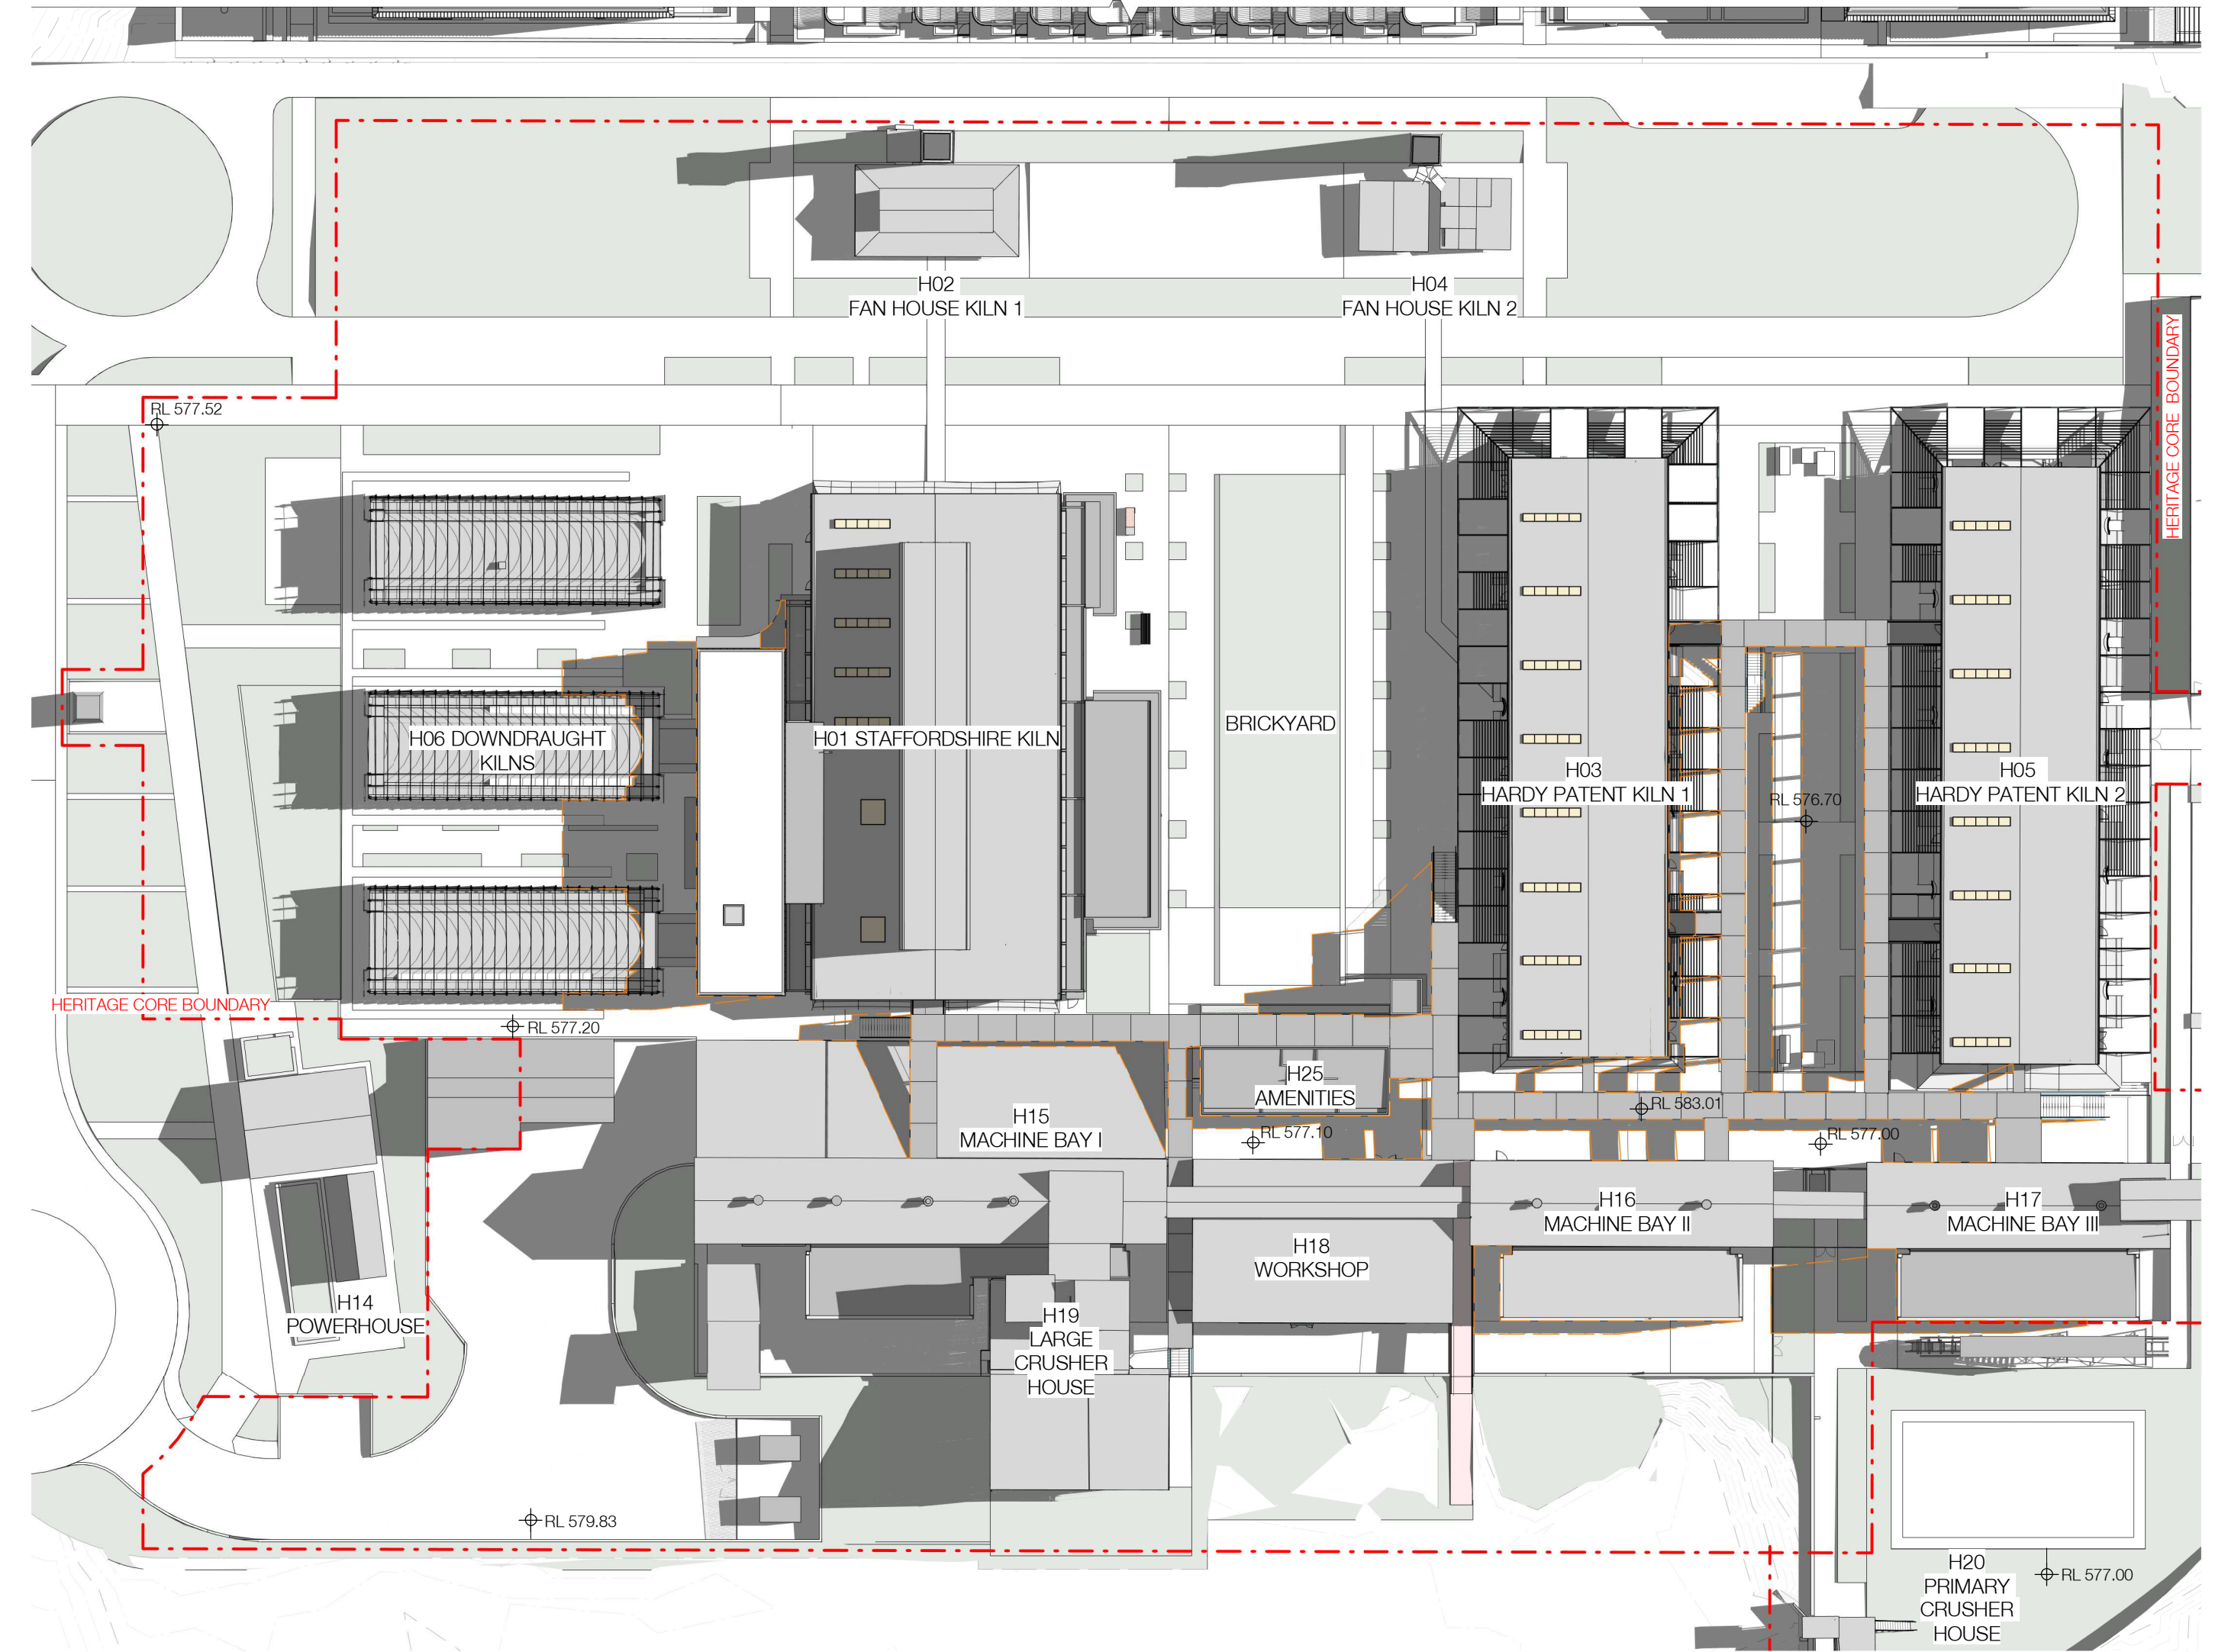 H02
FAN HOUSE KILN 1
H04
FAN HOUSE KILN 2
HERITAGE CORE BOUNDARY
RL 577.52
H06 DOWNDRAUGHT
KILNS
H01 STAFFORDSHIRE KILN
BRICKYARD
H03
HARDY PATENT KILN 1
RL 576.70
H05
HARDY PATENT KILN 2
HERITAGE CORE BOUNDARY
RL 577.20
H15
MACHINE BAY I
H25
AMENITIES
RL 577.10
RL 583.01
RL 577.00
H16
MACHINE BAY II
H17
MACHINE BAY III
H18
WORKSHOP
H14
POWERHOUSE
H19
LARGE
CRUSHER
HOUSE
RL 579.83
H20
PRIMARY
CRUSHER
HOUSE
RL 577.00